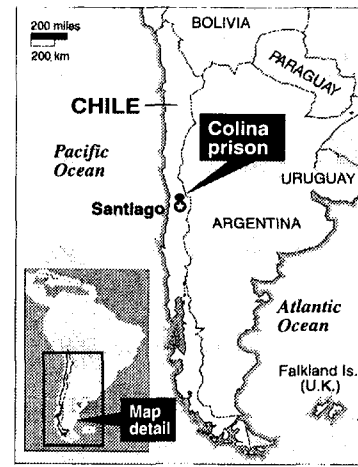 200 miles
200 km
BOLIVIA
PARAGUAY
CHILE
Colina
prison
Pacific
Ocean
URUGUAY
Santiago
ARGENTINA
Atlantic
Ocean
Falkland Is.
(U.K.)
Map
detail